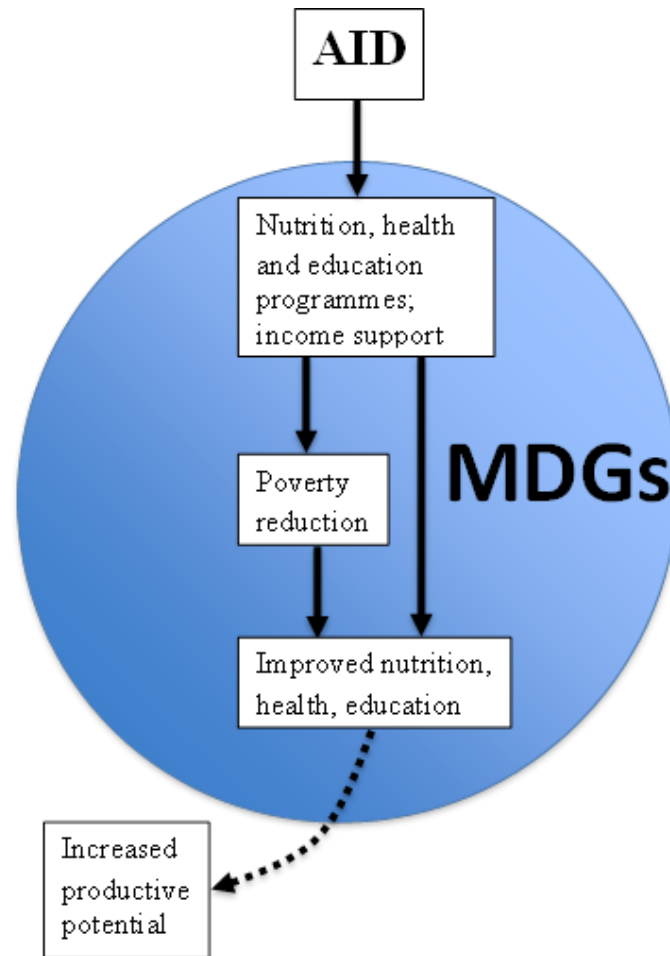 AID
Nutrition, health
and education
programmes;
income support
MDGs
Poverty
reduction
Improved nutrition,
health, education
Increased
productive
potential